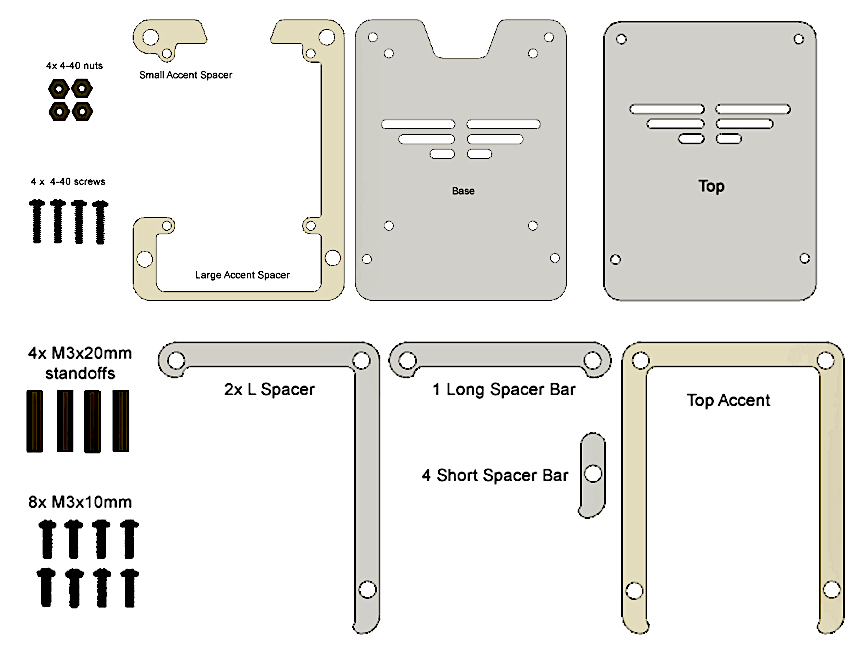 4x 4-40 nuts
Small Accent Spacer
4 x 4-40 screws
Large Accent Spacer
Base
Top
4x M3x20mm
standoffs
2x L Spacer
1 Long Spacer Bar
Top Accent
4 Short Spacer Bar
8x M3x10mm